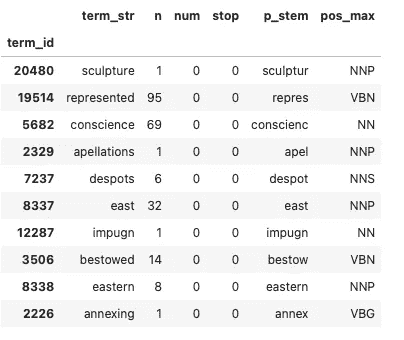 term_str n num stop p_stem pos_max
term_id
20480 sculpture 1 0 0 sculptur NNP
19514 represented 95 0 0 repres VBN
5682 conscience 69 0 0 conscienc NN
2329 apellations 1 0 0 apel NNP
7237 despots 6 0 0 despot NNS
8337 east 32 0 0 east NNP
12287 impugn 1 0 0 impugn NN
3506 bestowed 14 0 0 bestow VBN
8338 eastern 8 0 0 eastern NNP
2226 annexing 1 0 0 annex VBG